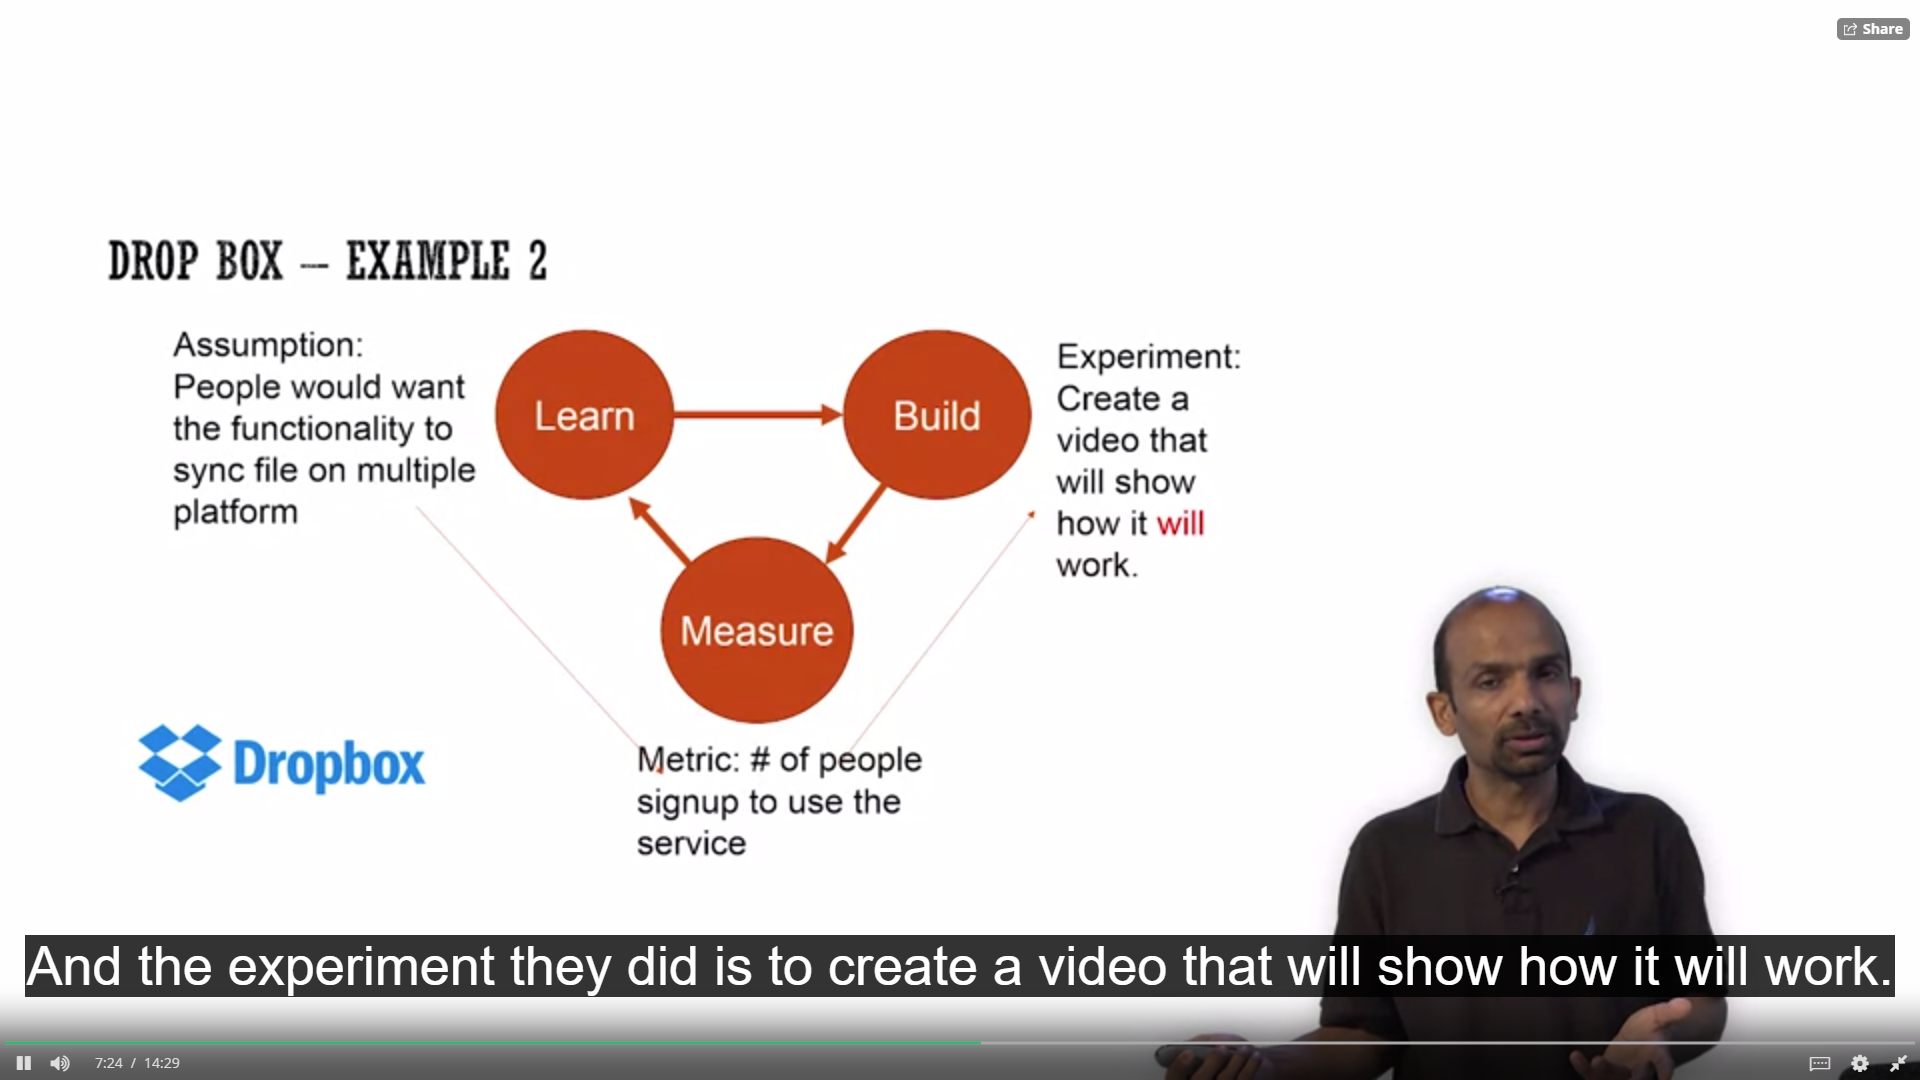 Share
DROP BOX – EXAMPLE 2
Assumption:
People would want
the functionality to
sync file on multiple
platform
Learn
Build
Experiment:
Create a
video that
will show
how it will
work.
Measure
Metric: # of people
signup to use the
service
Dropbox
And the experiment they did is to create a video that will show how it will work.
7:24 / 14:29